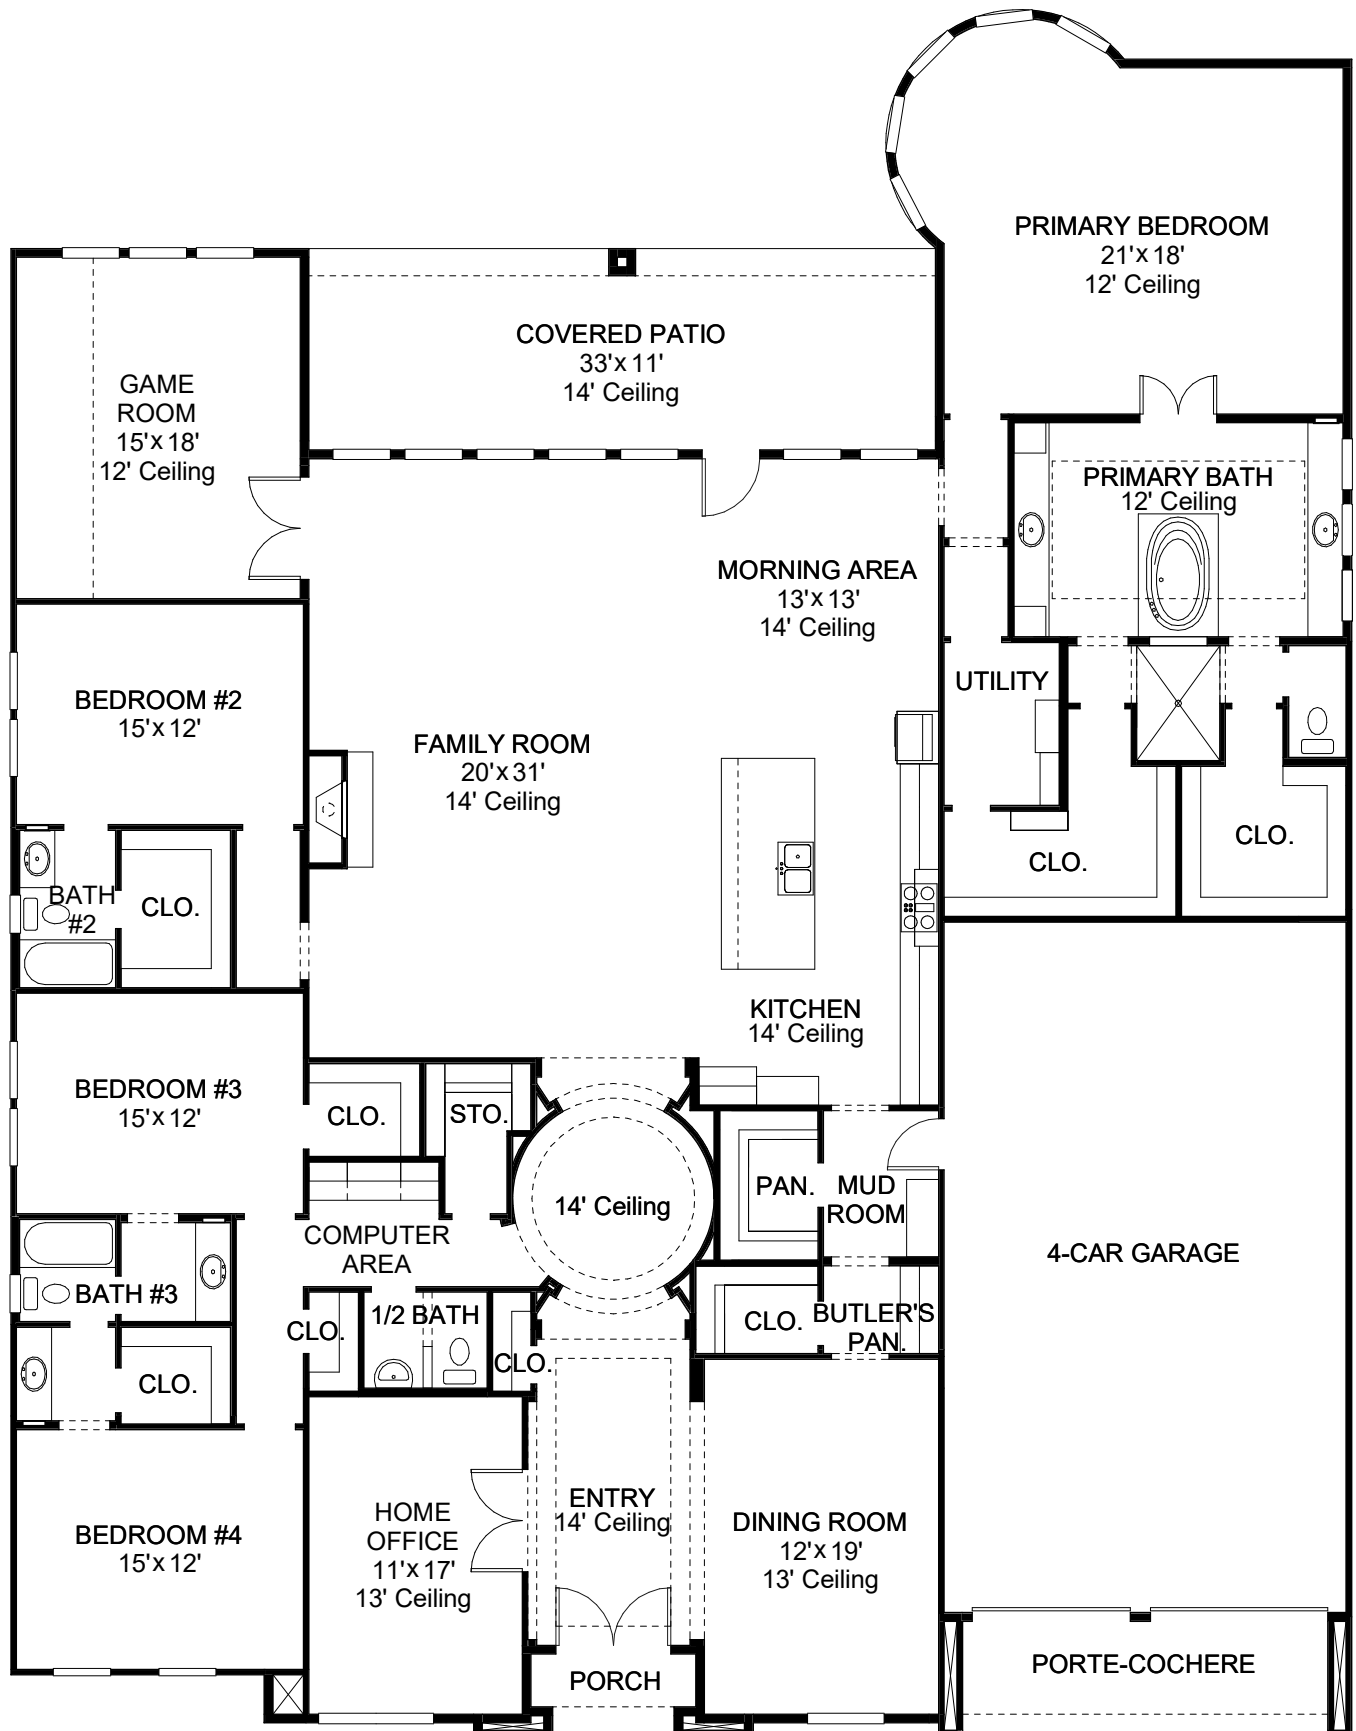 PRIMARY BEDROOM
21'x 18'
12' Ceiling
COVERED PATIO
33'x 11'
14' Ceiling
GAME
ROOM
15'x 18'
12' Ceiling
PRIMARY BATH
12' Ceiling
MORNING AREA
13'x 13'
14' Ceiling
BEDROOM #2
15'x 12'
UTILITY
FAMILY ROOM
20'x 31'
14' Ceiling
CLO.
CLO.
BATH
#2
CLO.
KITCHEN
14' Ceiling
BEDROOM #3
15'x 12'
CLO.
STO.
14' Ceiling
PAN.
MUD
ROOM
COMPUTER
AREA
4-CAR GARAGE
BATH #3
1/2 BATH
CLO.
CLO.
CLO.
BUTLER'S
PAN.
CLO.
CLO.
BEDROOM #4
15'x 12'
HOME
OFFICE
11'x 17'
13' Ceiling
ENTRY
14' Ceiling
DINING ROOM
12'x 19'
13' Ceiling
PORCH
PORTE-COCHERE